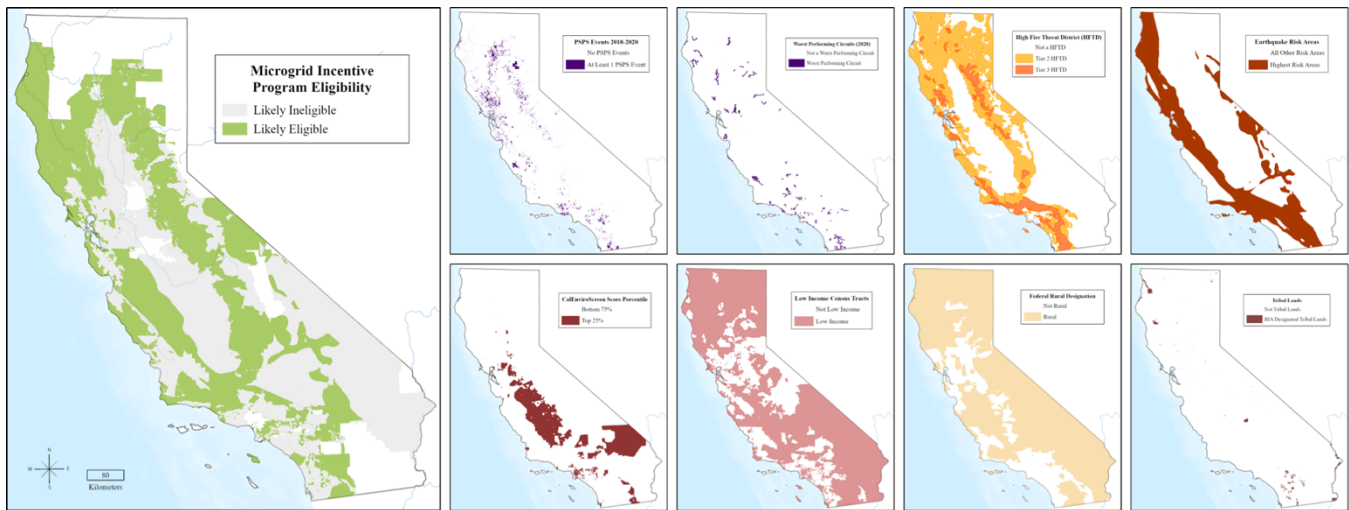 Microgrid Incentive
Program Eligibility
Likely Ineligible
Likely Eligible
N
W
E
S
80
Kilometers
PSPS Events 2018-2020
No PSPS Events
At Least 1 PSPS Event
Worst Performing Circuits (2020)
Not a Worst Performing Circuit
Worst Performing Circuit
High Fire Threat District (HFTD)
Not a HFTD
Tier 2 HFTD
Tier 3 HFTD
Earthquake Risk Areas
All Other Risk Areas
Highest Risk Areas
CalEnviroScreen Score Percentile
Bottom 75%
Top 25%
Low Income Census Tracts
Not Low Income
Low Income
Federal Rural Designation
Not Rural
Rural
Tribal Lands
Not Tribal Lands
BIA Designated Tribal Lands